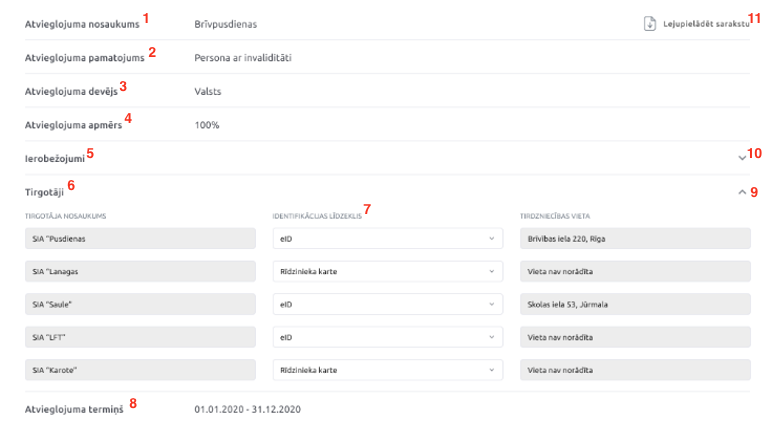 Atvieglojuma nosaukums 1 Brīvpusdienas Lejupielādēt sarakstu 11
Atvieglojuma pamatojums 2 Persona ar invaliditāti
Atvieglojuma devējs 3 Valsts
Atvieglojuma apmērs 4 100%
Ierobežojumi 5 10
Tirgotāji 6 9
TIRGOTĀJA NOSAUKUMS IDENTIFIKĀCIJAS LĪDZEKLIS 7 TIRDZNIECĪBAS VIETA
SIA "Pusdienas eID Brīvības iela 220, Rīga
SIA "Lanagas Rīdzinieka karte Vieta nav norādīta
SIA "Saule" eID Skolas iela 53, Jūrmala
SIA "LFT" eID Vieta nav norādīta
SIA "Karote" Rīdzinieka karte Vieta nav norādīta
Atvieglojuma termiņš 8 01.01.2020 - 31.12.2020